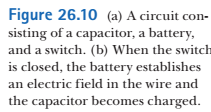 Figure 26.10 (a) A circuit con-
sisting of a capacitor, a battery,
and a switch. (b) When the switch
is closed, the battery establishes
an electric field in the wire and
the capacitor becomes charged.